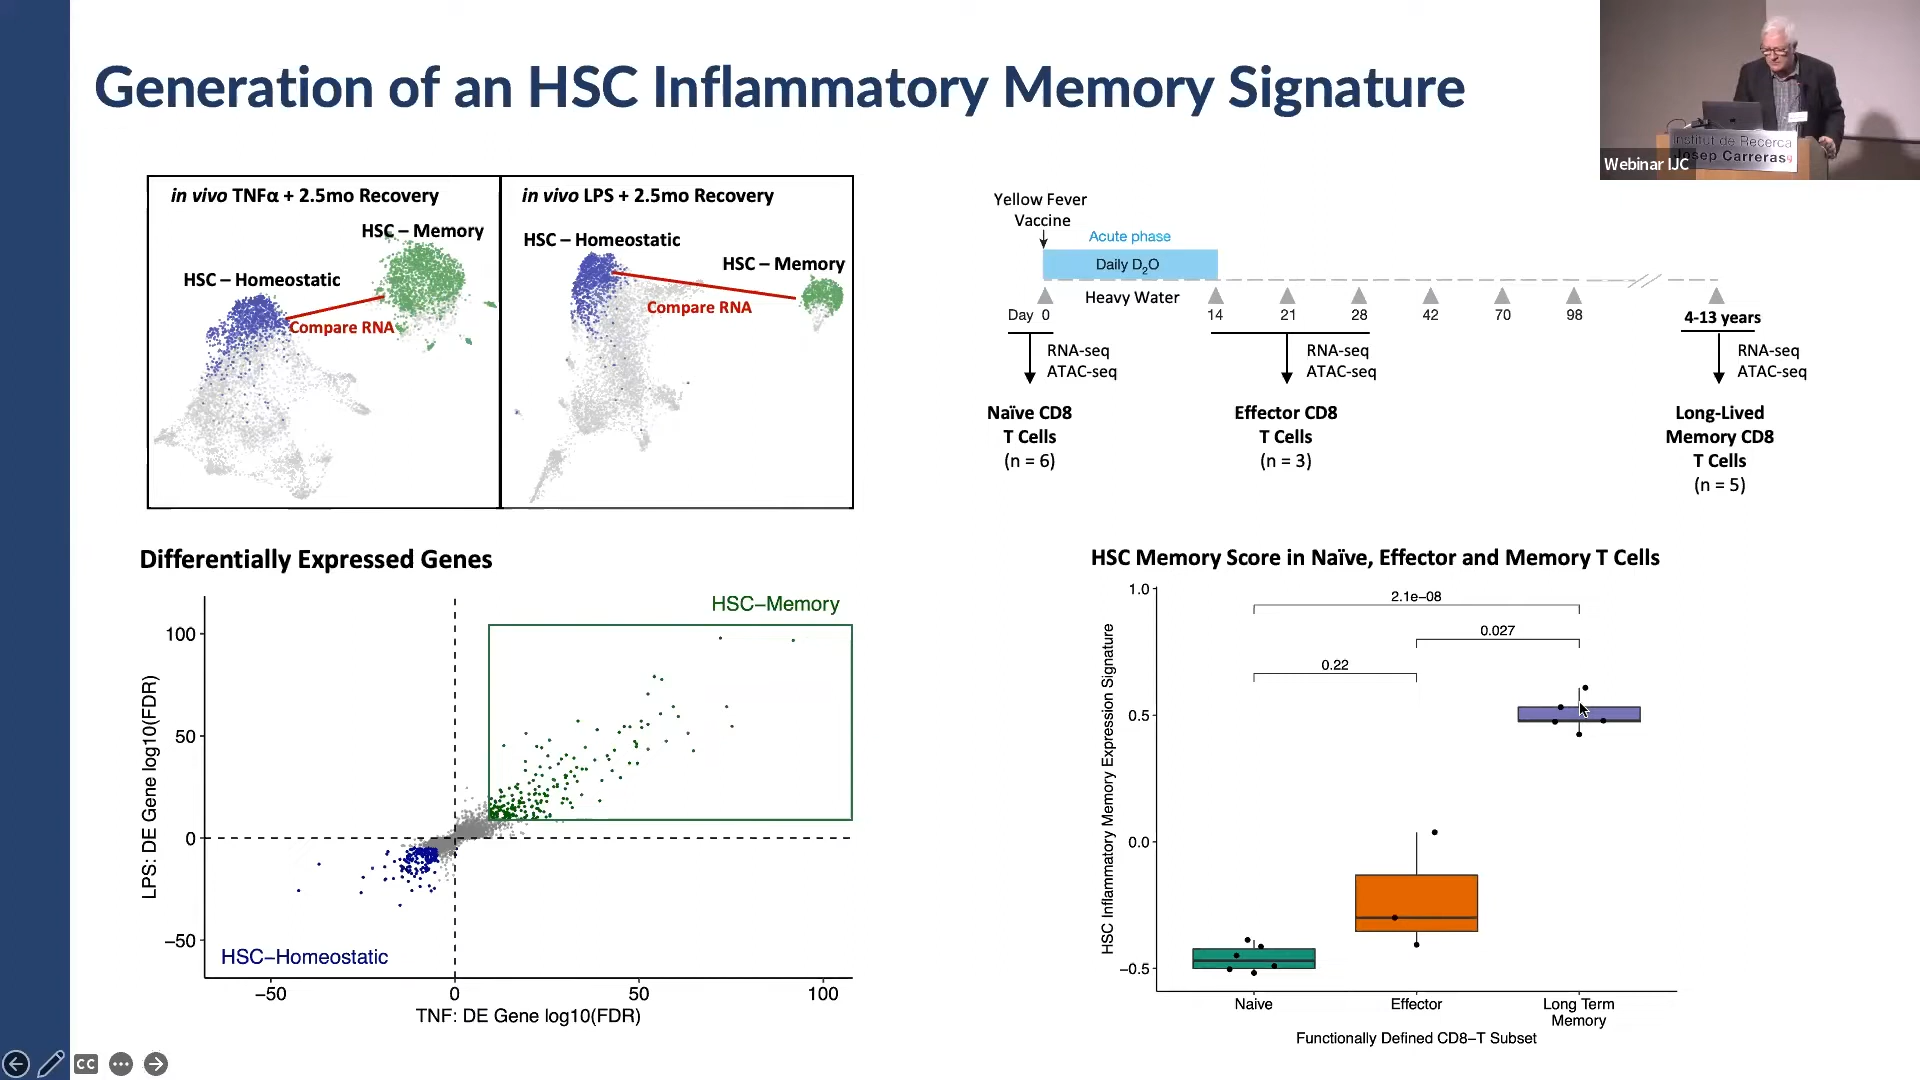 Generation of an HSC Inflammatory Memory Signature
Institut de Recerca
Josep Carreras
Webinar IJC
in vivo TNFα + 2.5mo Recovery
HSC – Memory
HSC – Homeostatic
Compare RNA
in vivo LPS + 2.5mo Recovery
HSC – Homeostatic
HSC – Memory
Compare RNA
Yellow Fever
Vaccine
Acute phase
Daily D₂O
Heavy Water
Day 0 14 21 28 42 70 98 4-13 years
RNA-seq
ATAC-seq
RNA-seq
ATAC-seq
RNA-seq
ATAC-seq
Naïve CD8
T Cells
(n = 6)
Effector CD8
T Cells
(n = 3)
Long-Lived
Memory CD8
T Cells
(n = 5)
Differentially Expressed Genes
HSC−Memory
HSC−Homeostatic
LPS: DE Gene log10(FDR)
100
50
0
−50
−50 0 50 100
TNF: DE Gene log10(FDR)
HSC Memory Score in Naïve, Effector and Memory T Cells
HSC Inflammatory Memory Expression Signature
1.0
0.5
0.0
−0.5
2.1e−08
0.027
0.22
Naive
Effector
Long Term
Memory
Functionally Defined CD8−T Subset
CC